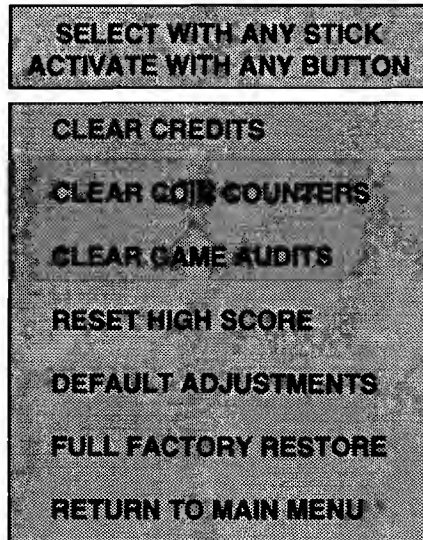 SELECT WITH ANY STICK
ACTIVATE WITH ANY BUTTON
CLEAR CREDITS
CLEAR COIN COUNTERS
CLEAR GAME AUDITS
RESET HIGH SCORE
DEFAULT ADJUSTMENTS
FULL FACTORY RESTORE
RETURN TO MAIN MENU